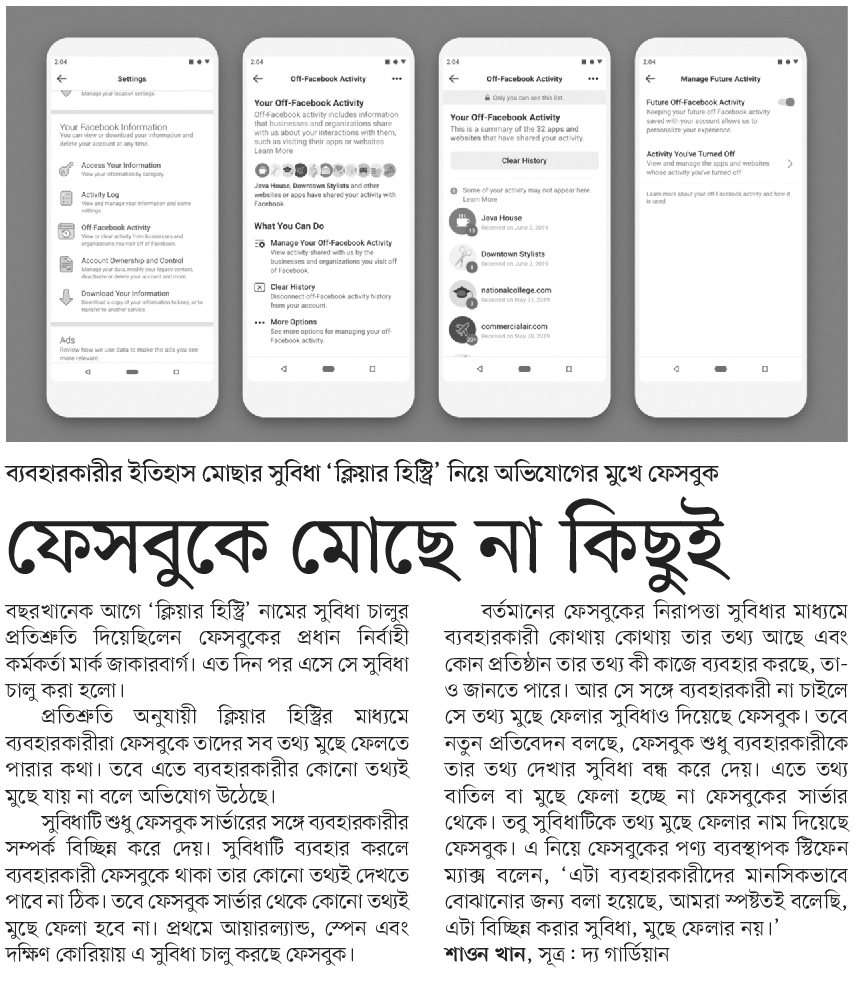 2:04
Settings
Manage your location settings.
Your Facebook Information
You can view or download your information and
delete your account at any time.
Access Your Information
View your information by category.
Activity Log
View and manage your information and some
settings.
Off-Facebook Activity
View or clear activity from businesses and
organizations you visit off of Facebook.
Account Ownership and Control
Manage your data, modify your legacy contact,
deactivate or delete your account and more.
Download Your Information
Download a copy of your information to keep, or to
transfer to another service.
Ads
Review how we use data to make the ads you see
more relevant.
2:04
Off-Facebook Activity
Your Off-Facebook Activity
Off-Facebook activity includes information
that businesses and organizations share
with us about your interactions with them,
such as visiting their apps or websites.
Learn More
Java House, Downtown Stylists and other
websites or apps have shared your activity with
Facebook.
What You Can Do
Manage Your Off-Facebook Activity
View activity shared with us by the
businesses and organizations you visit off
of Facebook.
Clear History
Disconnect off-Facebook activity history
from your account.
More Options
See more options for managing your off-
Facebook activity.
2:04
Off-Facebook Activity
Only you can see this list.
Your Off-Facebook Activity
This is a summary of the 32 apps and
websites that have shared your activity.
Clear History
Some of your activity may not appear here.
Learn More
Java House
Received on June 2, 2019
Downtown Stylists
Received on June 2, 2019
nationalcollege.com
Received on May 31, 2019
commercialair.com
Received on May 30, 2019
2:04
Manage Future Activity
Future Off-Facebook Activity
Keeping your future off-Facebook activity
saved with your account allows us to
personalize your experience.
Activity You've Turned Off
View and manage the apps and websites
whose activity you've turned off.
Learn more about your off-Facebook activity and how it
is used.
ব্যবহারকারীর ইতিহাস মোছার সুবিধা ‘ক্লিয়ার হিস্ট্রি’ নিয়ে অভিযোগের মুখে ফেসবুক
ফেসবুকে মোছে না কিছুই
বছরখানেক আগে ‘ক্লিয়ার হিস্ট্রি’ নামের সুবিধা চালুর
প্রতিশ্রুতি দিয়েছিলেন ফেসবুকের প্রধান নির্বাহী
কর্মকর্তা মার্ক জাকারবার্গ। এত দিন পর এসে সে সুবিধা
চালু করা হলো।
প্রতিশ্রুতি অনুযায়ী ক্লিয়ার হিস্ট্রির মাধ্যমে
ব্যবহারকারীরা ফেসবুকে তাদের সব তথ্য মুছে ফেলতে
পারার কথা। তবে এতে ব্যবহারকারীর কোনো তথ্যই
মুছে যায় না বলে অভিযোগ উঠেছে।
সুবিধাটি শুধু ফেসবুক সার্ভারের সঙ্গে ব্যবহারকারীর
সম্পর্ক বিচ্ছিন্ন করে দেয়। সুবিধাটি ব্যবহার করলে
ব্যবহারকারী ফেসবুকে থাকা তার কোনো তথ্যই দেখতে
পাবে না ঠিক। তবে ফেসবুক সার্ভার থেকে কোনো তথ্যই
মুছে ফেলা হবে না। প্রথমে আয়ারল্যান্ড, স্পেন এবং
দক্ষিণ কোরিয়ায় এ সুবিধা চালু করছে ফেসবুক।
বর্তমানের ফেসবুকের নিরাপত্তা সুবিধার মাধ্যমে
ব্যবহারকারী কোথায় কোথায় তার তথ্য আছে এবং
কোন প্রতিষ্ঠান তার তথ্য কী কাজে ব্যবহার করছে, তা-
ও জানতে পারে। আর সে সঙ্গে ব্যবহারকারী না চাইলে
সে তথ্য মুছে ফেলার সুবিধাও দিয়েছে ফেসবুক। তবে
নতুন প্রতিবেদন বলছে, ফেসবুক শুধু ব্যবহারকারীকে
তার তথ্য দেখার সুবিধা বন্ধ করে দেয়। এতে তথ্য
বাতিল বা মুছে ফেলা হচ্ছে না ফেসবুকের সার্ভার
থেকে। তবু সুবিধাটিকে তথ্য মুছে ফেলার নাম দিয়েছে
ফেসবুক। এ নিয়ে ফেসবুকের পণ্য ব্যবস্থাপক স্টিফেন
ম্যাক্স বলেন, ‘এটা ব্যবহারকারীদের মানসিকভাবে
বোঝানোর জন্য বলা হয়েছে, আমরা স্পষ্টতই বলেছি,
এটা বিচ্ছিন্ন করার সুবিধা, মুছে ফেলার নয়।’
শাওন খান, সূত্র : দ্য গার্ডিয়ান